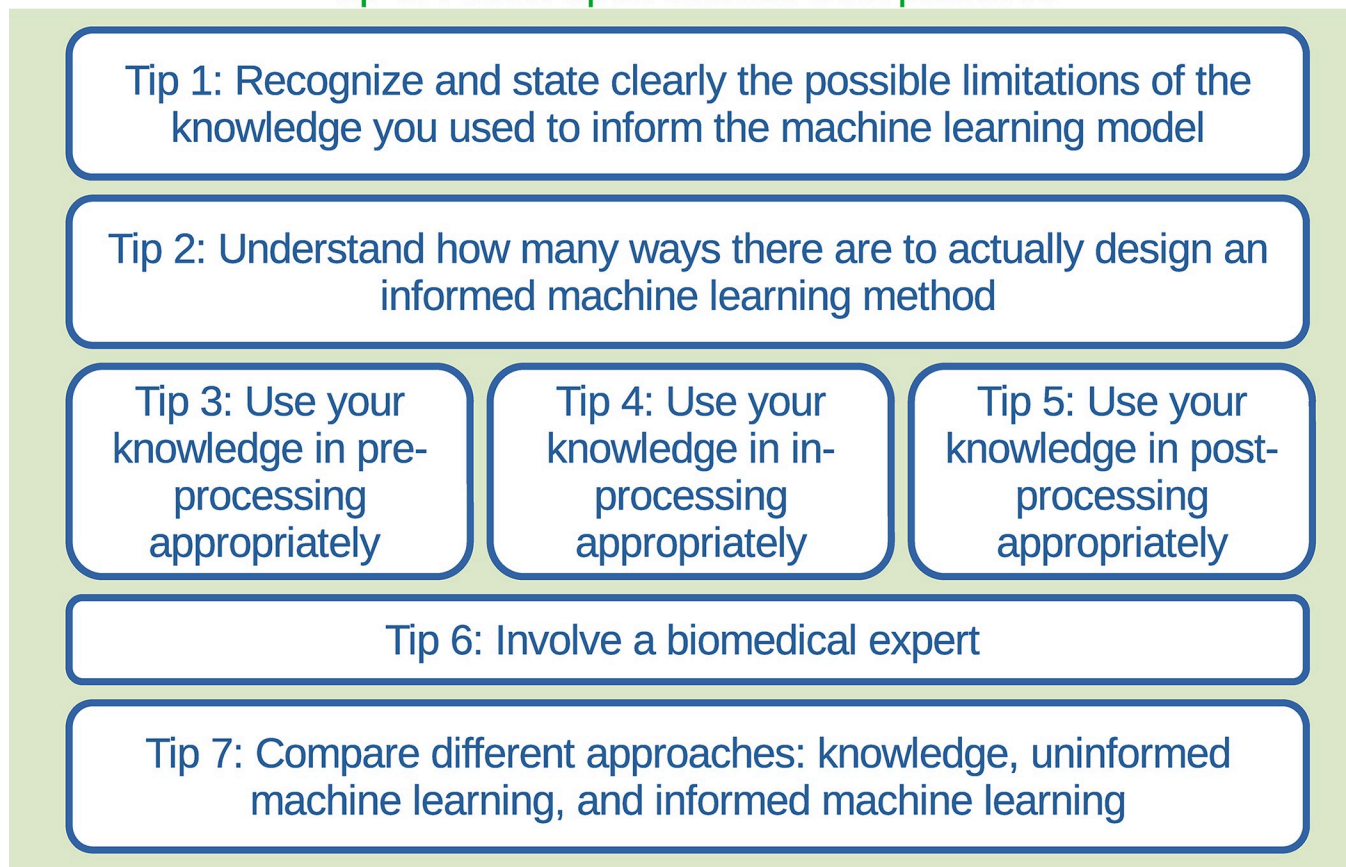 Tip 1: Recognize and state clearly the possible limitations of the
knowledge you used to inform the machine learning model
Tip 2: Understand how many ways there are to actually design an
informed machine learning method
Tip 3: Use your
knowledge in pre-
processing
appropriately
Tip 4: Use your
knowledge in in-
processing
appropriately
Tip 5: Use your
knowledge in post-
processing
appropriately
Tip 6: Involve a biomedical expert
Tip 7: Compare different approaches: knowledge, uninformed
machine learning, and informed machine learning